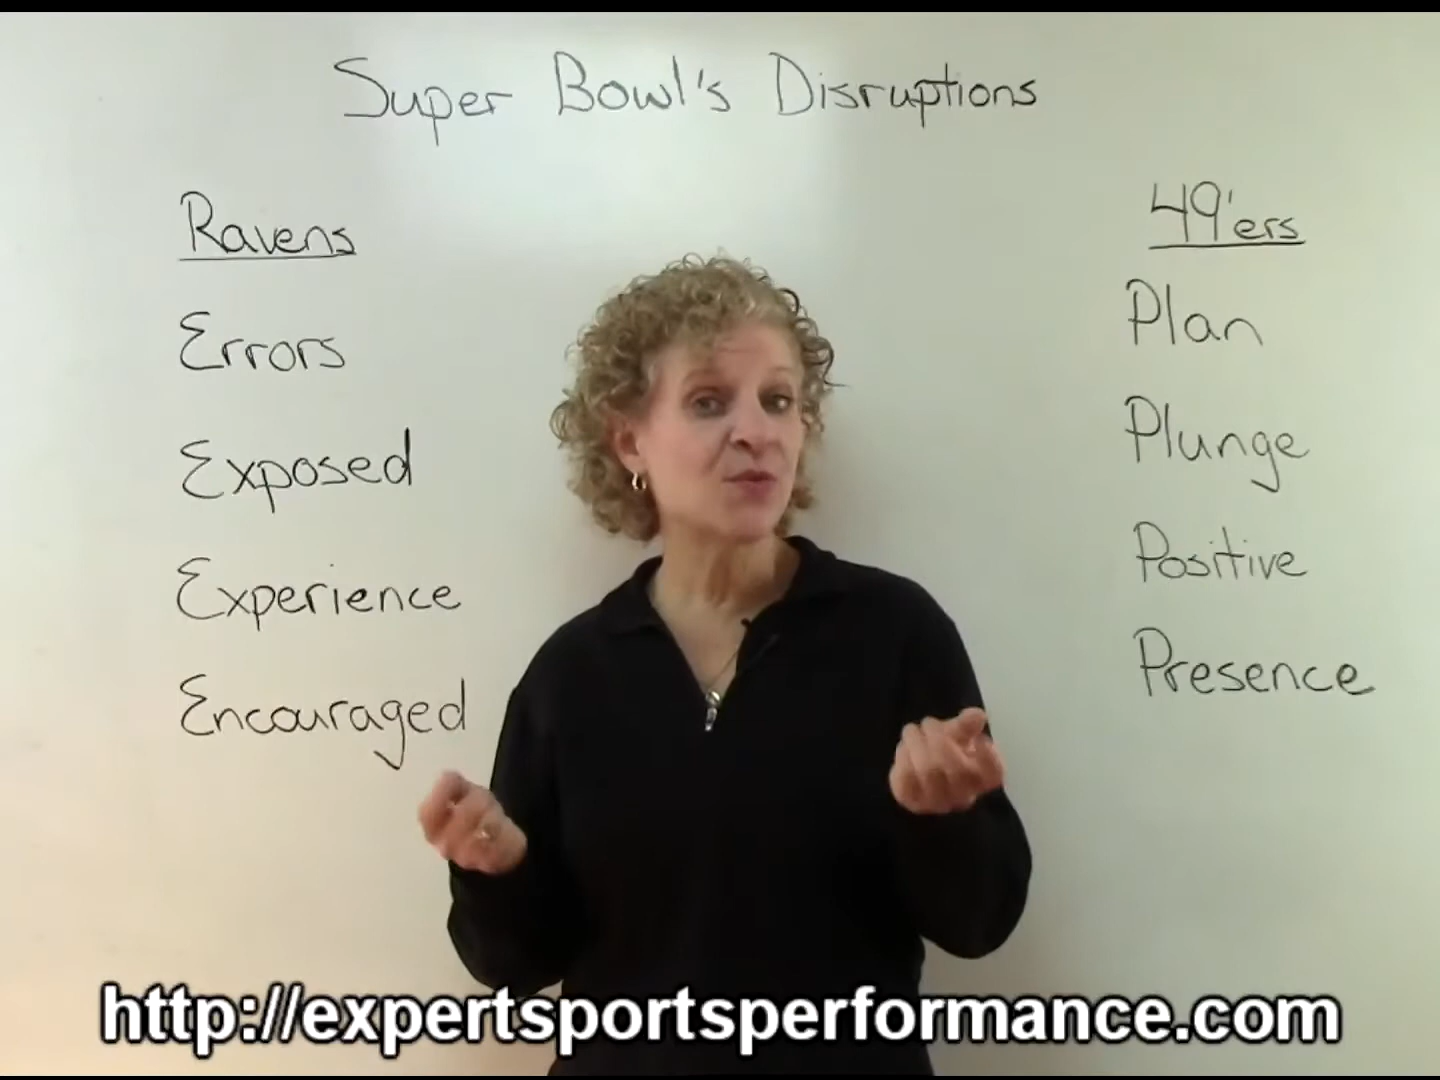 Super Bowl's Disruptions
Ravens
Errors
Exposed
Experience
Encouraged
49'ers
Plan
Plunge
Positive
Presence
http://expertsportsperformance.com